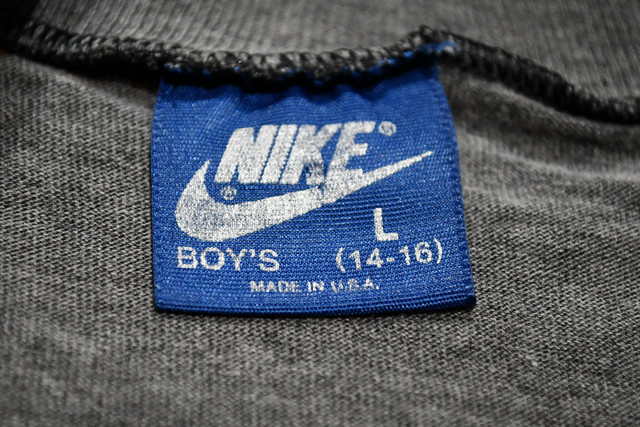 NIKE®
®
L
BOY'S (14-16)
MADE IN U.S.A.